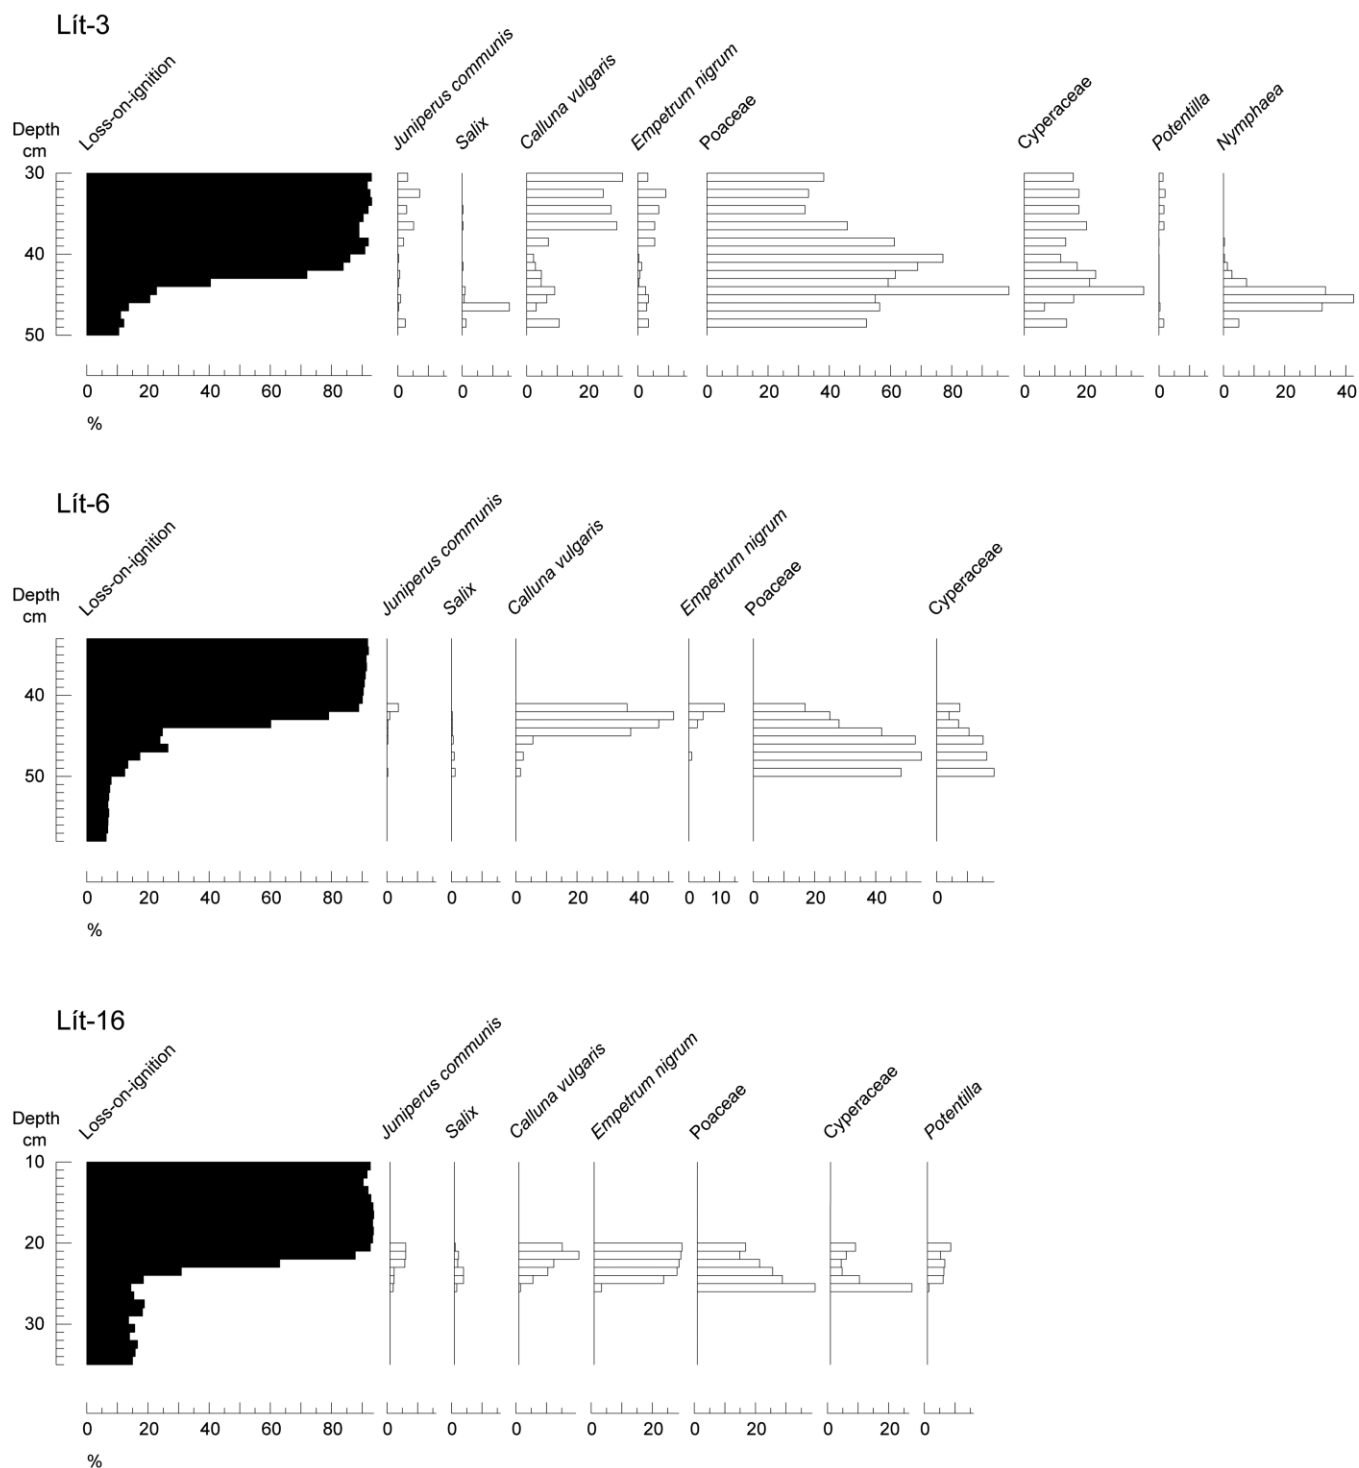 Lít-3
Depth
cm
Loss-on-ignition
Juniperus communis
Salix
Calluna vulgaris
Empetrum nigrum
Poaceae
Cyperaceae
Potentilla
Nymphaea
30
40
50
0 20 40 60 80 0 0 0 20 0 0 20 40 60 80 0 20 0 0 20 40
%
Lít-6
Depth
cm
Loss-on-ignition
Juniperus communis
Salix
Calluna vulgaris
Empetrum nigrum
Poaceae
Cyperaceae
40
50
0 20 40 60 80 0 0 0 20 40 0 10 0 20 40 0
%
Lít-16
Depth
cm
Loss-on-ignition
Juniperus communis
Salix
Calluna vulgaris
Empetrum nigrum
Poaceae
Cyperaceae
Potentilla
10
20
30
0 20 40 60 80 0 0 0 0 20 0 20 0 20 0
%